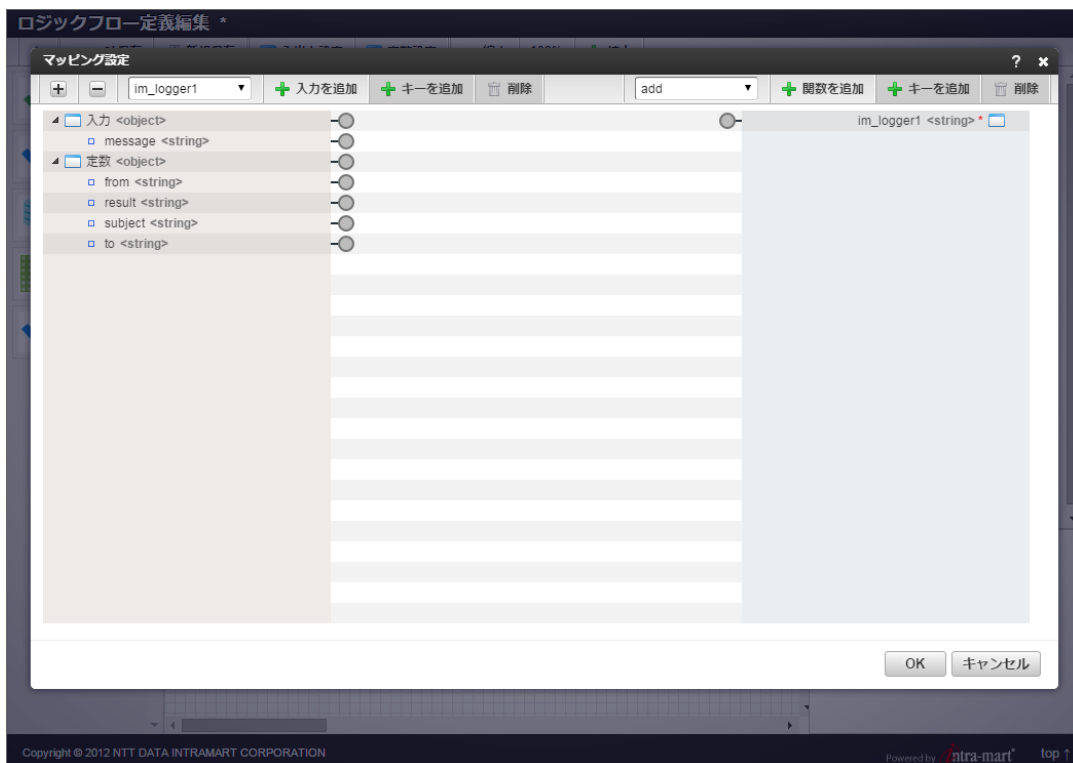 ロジックフロー定義編集 *
マッピング設定 ?
im_logger1 入力を追加 キーを追加 削除 add 関数を追加 キーを追加 削除
入力 <object> im_logger1 <string> *
message <string>
定数 <object>
from <string>
result <string>
subject <string>
to <string>
OK キャンセル
Copyright © 2012 NTT DATA INTRAMART CORPORATION Powered by intra-mart top ↑